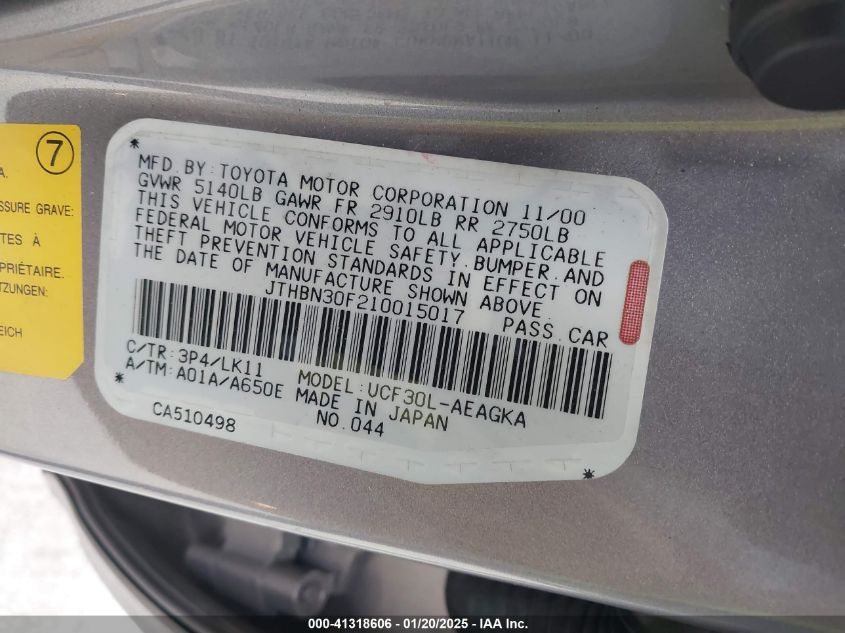 7
A.
SSURE GRAVE:
TES À
PRIÉTAIRE.
TZUNGEN:
REICH
* MFD. BY: TOYOTA MOTOR CORPORATION 11/00
GVWR 5140LB GAWR FR 2910LB RR 2750LB
THIS VEHICLE CONFORMS TO ALL APPLICABLE
FEDERAL MOTOR VEHICLE SAFETY, BUMPER, AND
THEFT PREVENTION STANDARDS IN EFFECT ON
THE DATE OF MANUFACTURE SHOWN ABOVE.
JTHBN30F210015017 PASS. CAR
C/TR: 3P4/LK11
A/TM: A01A/A650E MODEL: UCF30L-AEAGKA
* MADE IN JAPAN
CA510498 NO. 044 *
000-41318606 - 01/20/2025 - IAA Inc.